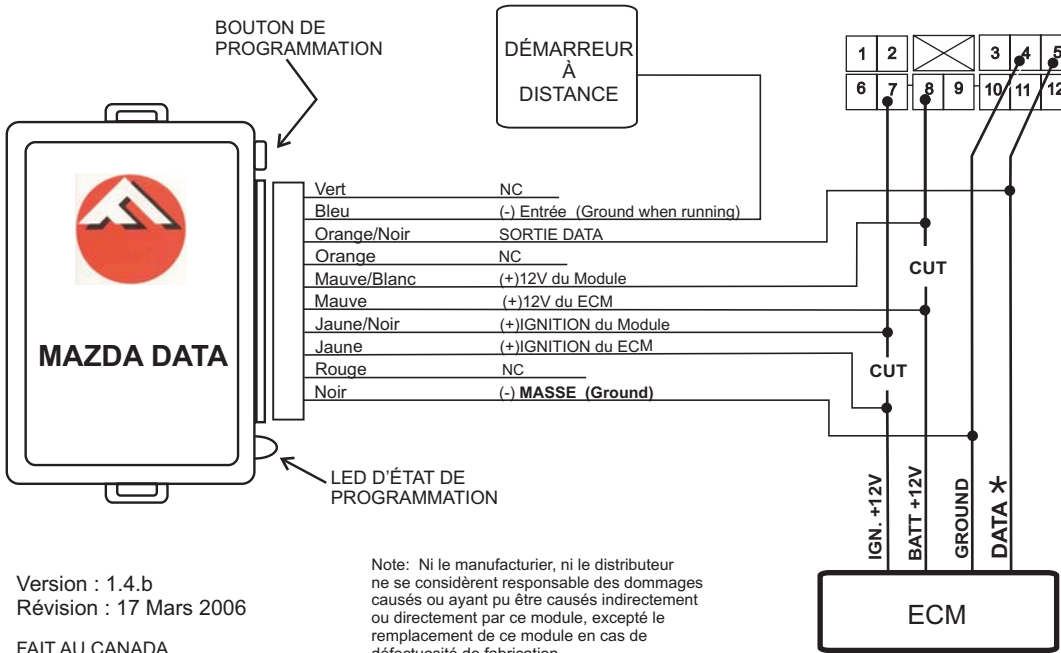 BOUTON DE
PROGRAMMATION
DÉMARREUR
À
DISTANCE
1 2 3 4 5
6 7 8 9 10 11 12
Vert NC
Bleu (-) Entrée (Ground when running)
Orange/Noir SORTIE DATA
Orange NC
Mauve/Blanc (+)12V du Module
Mauve (+)12V du ECM
Jaune/Noir (+)IGNITION du Module
Jaune (+)IGNITION du ECM
Rouge NC
Noir (-) MASSE (Ground)
MAZDA DATA
CUT
CUT
LED D'ÉTAT DE
PROGRAMMATION
IGN. +12V
BATT +12V
GROUND
DATA *
ECM
Version : 1.4.b
Révision : 17 Mars 2006
FAIT AU CANADA
Note: Ni le manufacturier, ni le distributeur
ne se considèrent responsable des dommages
causés ou ayant pu être causés indirectement
ou directement par ce module, excepté le
remplacement de ce module en cas de
défectuosité de fabrication